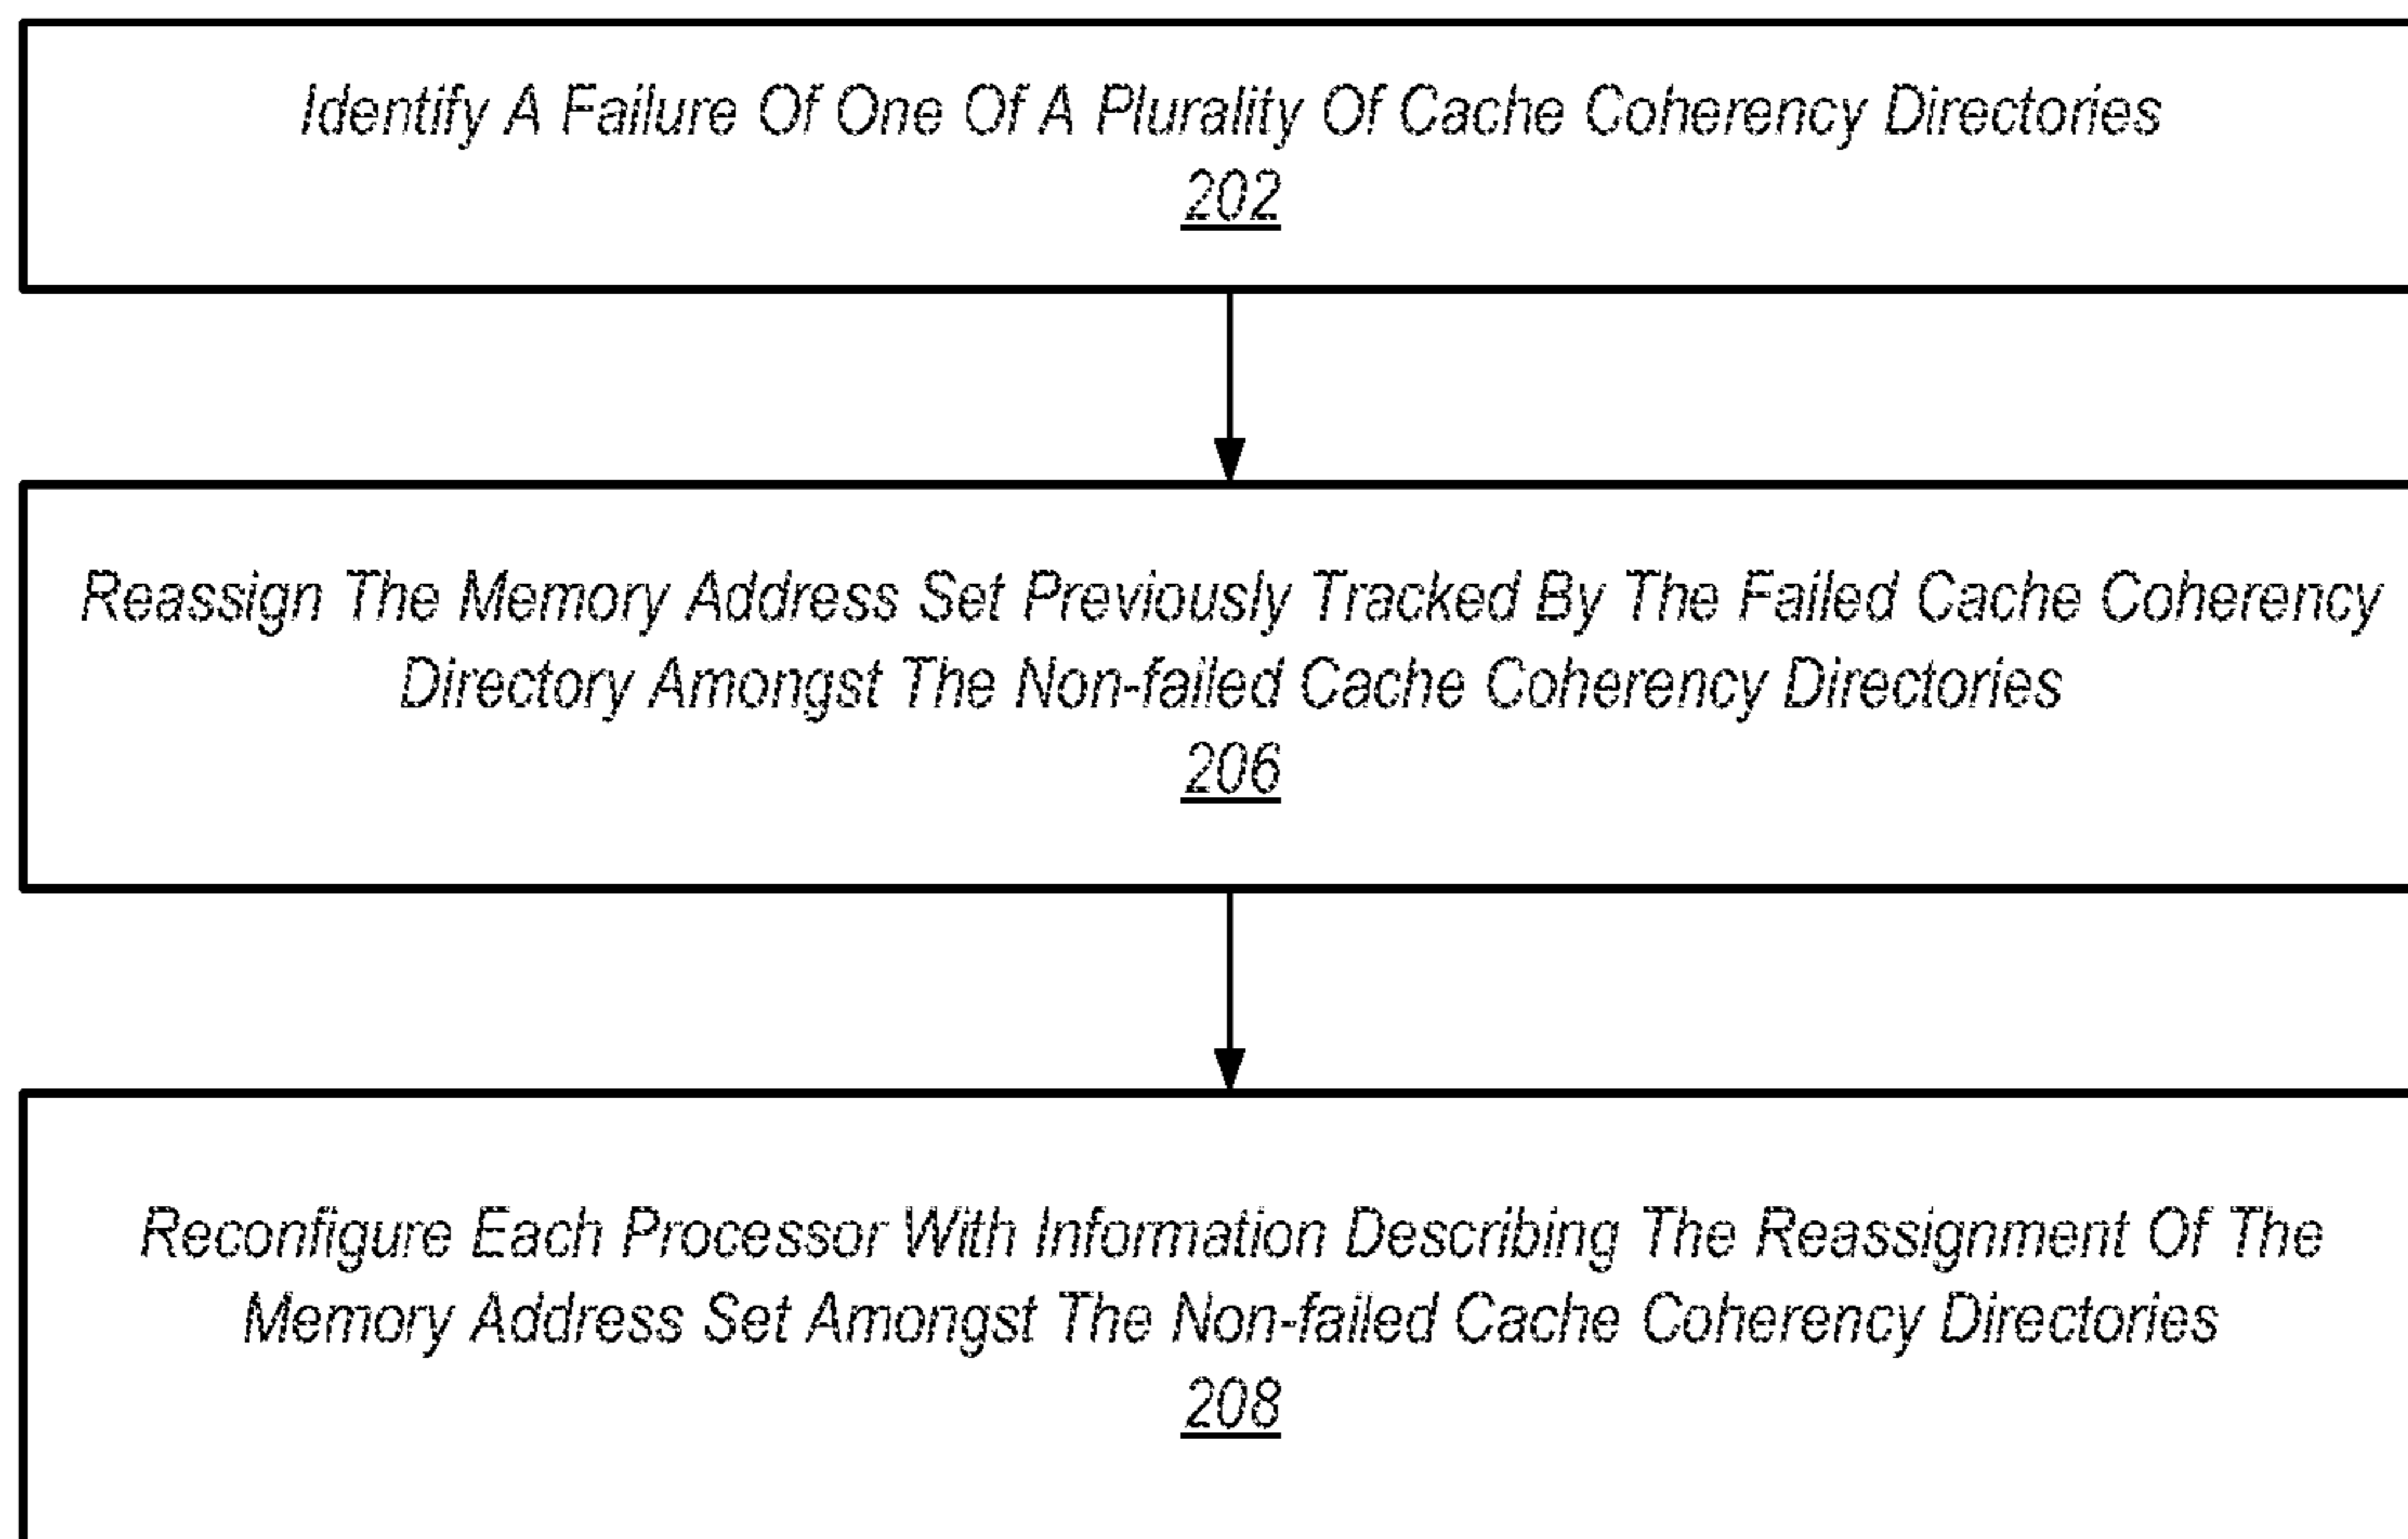 Identify A Failure Of One Of A Plurality Of Cache Coherency Directories
202
Reassign The Memory Address Set Previously Tracked By The Failed Cache Coherency
Directory Amongst The Non-failed Cache Coherency Directories
206
Reconfigure Each Processor With Information Describing The Reassignment Of The
Memory Address Set Amongst The Non-failed Cache Coherency Directories
208